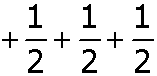 + 1/2 + 1/2 + 1/2